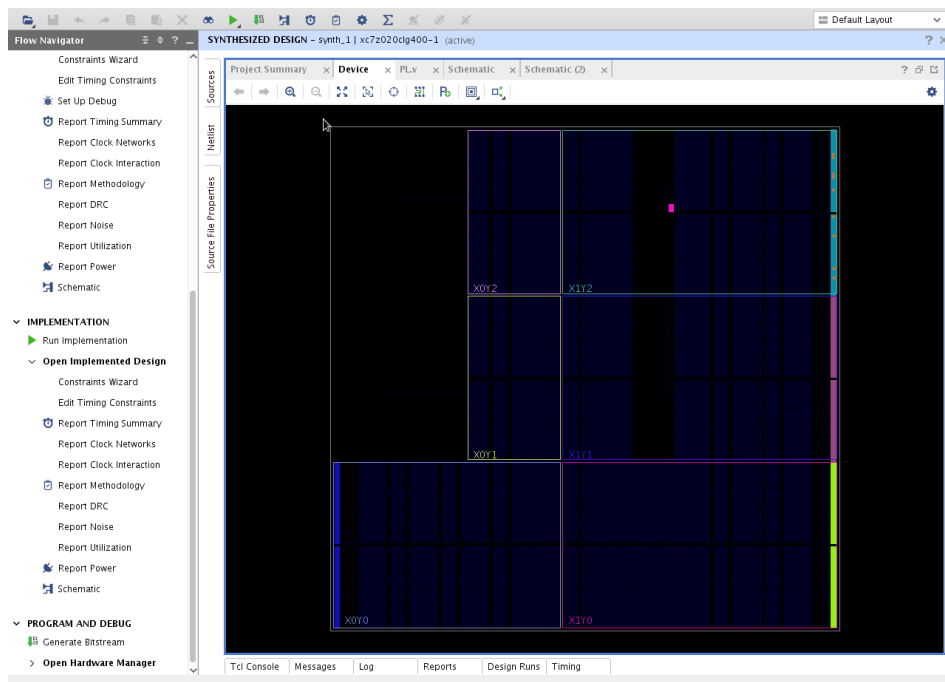 Default Layout
Flow Navigator
? _
SYNTHESIZED DESIGN - synth_1 | xc7z020clg400-1 (active)
?
Constraints Wizard
Edit Timing Constraints
Set Up Debug
Report Timing Summary
Report Clock Networks
Report Clock Interaction
Report Methodology
Report DRC
Report Noise
Report Utilization
Report Power
Schematic
IMPLEMENTATION
Run Implementation
Open Implemented Design
Constraints Wizard
Edit Timing Constraints
Report Timing Summary
Report Clock Networks
Report Clock Interaction
Report Methodology
Report DRC
Report Noise
Report Utilization
Report Power
Schematic
PROGRAM AND DEBUG
Generate Bitstream
Open Hardware Manager
Sources
Netlist
Source File Properties
Project Summary x Device x PL.v x Schematic x Schematic (2) x
?
X0Y2 X1Y2
X0Y1 X1Y1
X0Y0 X1Y0
Tcl Console Messages Log Reports Design Runs Timing